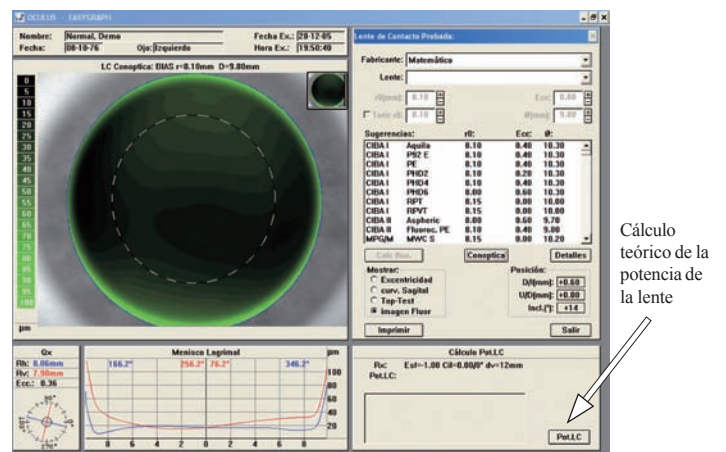 OCULUS - EASYGRAPH
Nombre: Normal, Demo Fecha Ex.: 20-12-05
Fecha: 08-10-76 Ojo: Izquierdo Hora Ex.: 19:50:40
LC Conoptica: BIAS r=8.10mm D=9.80mm
0
5
10
15
20
25
30
35
40
45
50
55
60
65
70
75
80
85
90
95
100
µm
Lente de Contacto Probada:
Fabricante: Matemático
Lente:
r0[mm]: 8.10 Ecc: 0.00
Toric r0: 8.10 Ø[mm]: 9.80
Sugerencias: r0: Ecc: Ø:
CIBA I Aquila 8.10 0.40 10.30
CIBA I P92 E 8.10 0.40 10.30
CIBA I PE 8.10 0.40 10.30
CIBA I PHD2 8.10 0.20 10.30
CIBA I PHD4 8.10 0.40 10.30
CIBA I PHD6 8.00 0.60 10.30
CIBA I RPT 8.15 0.00 10.00
CIBA I RPVT 8.15 0.00 10.00
CIBA II Aspheric 8.00 0.60 9.70
CIBA II Fluorec. PE 8.10 0.40 9.80
MPG/M MWC S 8.15 0.00 10.20
Calc fluo. Conoptica Detalles
Mostrar: Posición:
Excentricidad
curv. Sagital
Top-Test
imagen Fluor
D/I[mm]: +0.60
U/D[mm]: +0.00
Incl.[°]: +14
Imprimir Salir
Cálculo
teórico de la
potencia de
la lente
Qx
Rh: 8.06mm
Rv: 7.90mm
Ecc.: 0.36
90°
0°
180°
270°
Menisco Lagrimal µm
166.2° 256.2° 76.2° 346.2°
100
80
60
40
20
8 6 4 2 0 2 4 6 8
Cálculo Pot.LC
Rx: Esf=-1.00 Cil=0.00/0° dv=12mm
Pot.LC:
Pot.LC